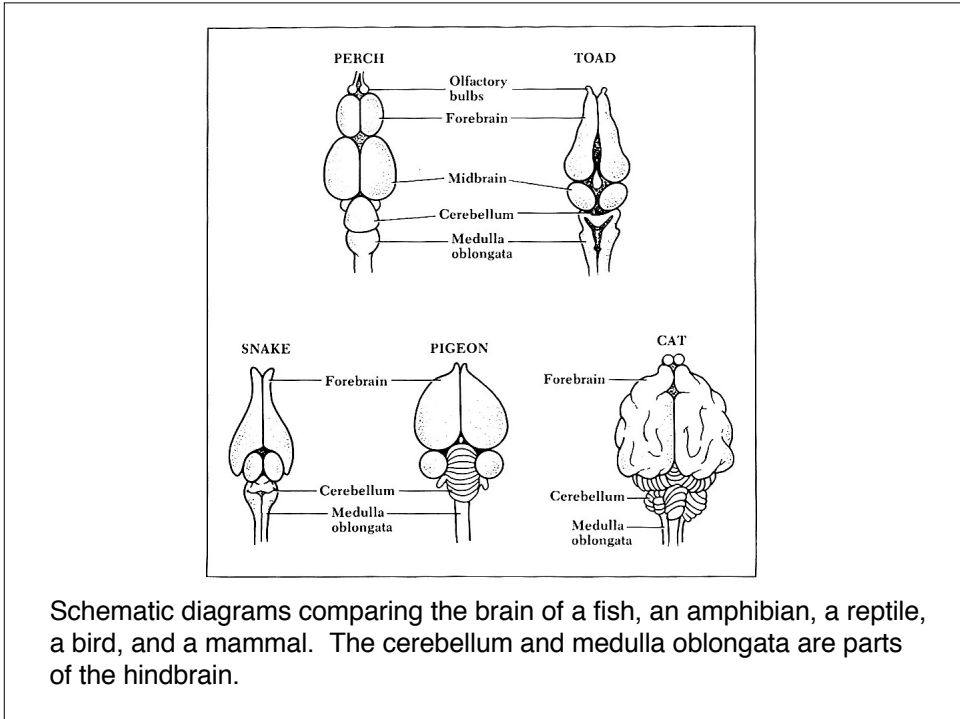 PERCH
TOAD
Olfactory
bulbs
Forebrain
Midbrain
Cerebellum
Medulla
oblongata
SNAKE
PIGEON
CAT
Forebrain
Forebrain
Cerebellum
Cerebellum
Medulla
oblongata
Medulla
oblongata
Schematic diagrams comparing the brain of a fish, an amphibian, a reptile,
a bird, and a mammal.  The cerebellum and medulla oblongata are parts
of the hindbrain.